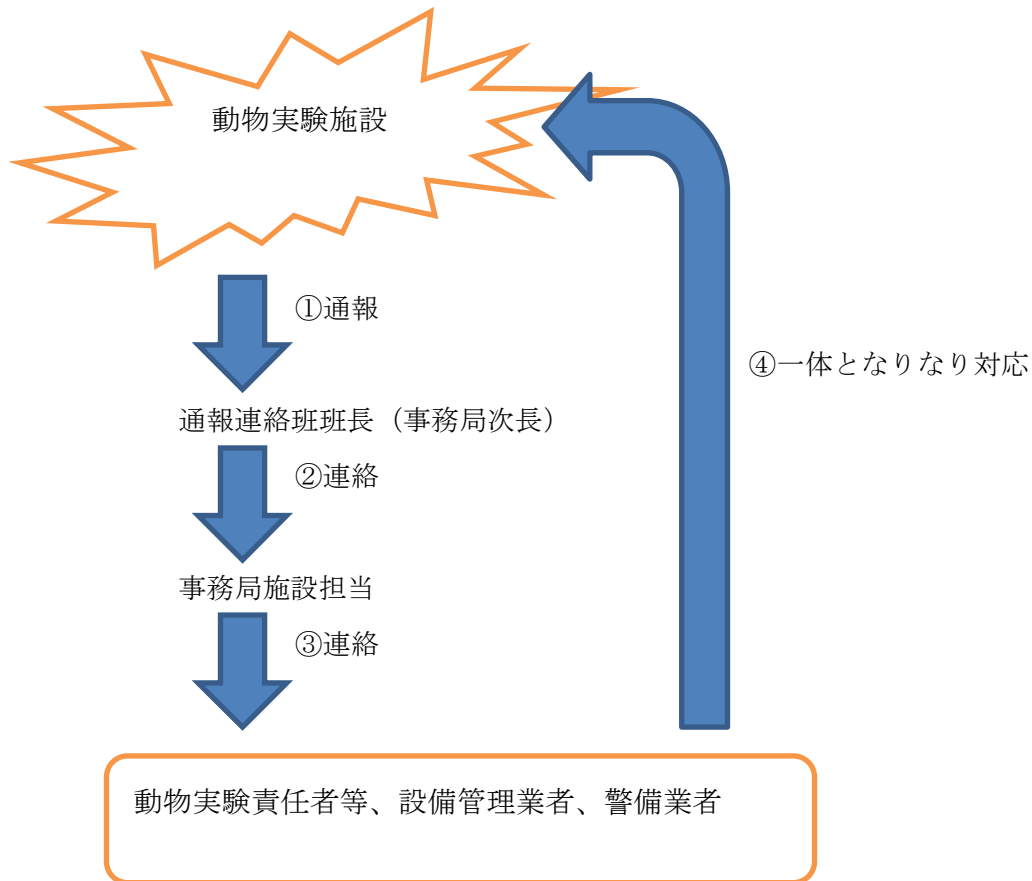 動物実験施設
①通報
通報連絡班班長（事務局次長）
②連絡
事務局施設担当
③連絡
④一体となりなり対応
動物実験責任者等、設備管理業者、警備業者